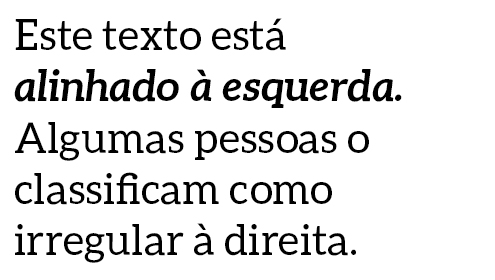 Este texto está
alinhado à esquerda.
Algumas pessoas o
classificam como
irregular à direita.